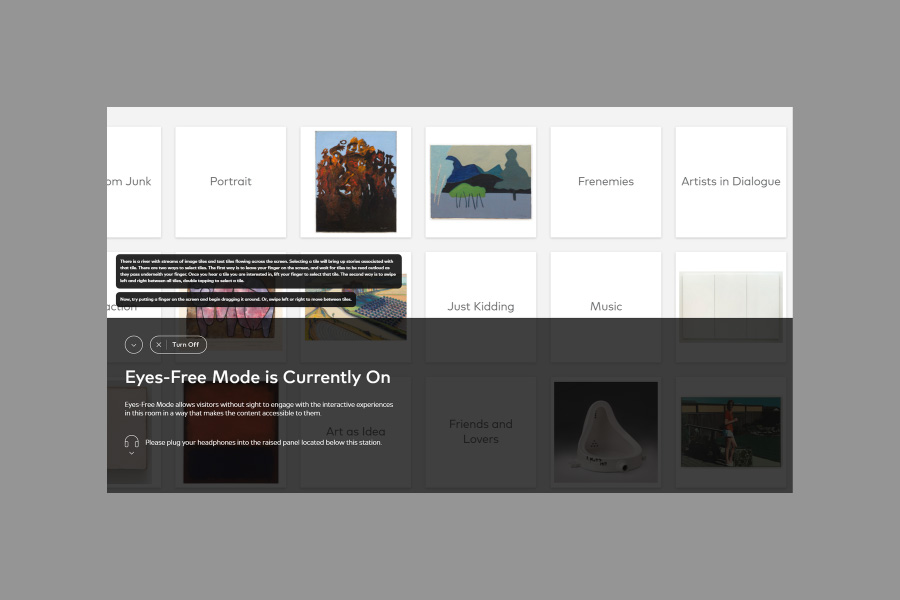 om Junk
Portrait
Frenemies
Artists in Dialogue
There is a river with streams of image tiles and text tiles flowing across the screen. Selecting a tile will bring up stories associated with
that tile. There are two ways to select tiles. The first way is to leave your finger on the screen, and wait for tiles to be read outloud as
they pass underneath your finger. Once you hear a tile you are interested in, lift your finger to select that tile. The second way is to swipe
left and right between all tiles, double tapping to select a tile.
Now, try putting a finger on the screen and begin dragging it around. Or, swipe left or right to move between tiles.
action
Just Kidding
Music
Turn Off
Eyes-Free Mode is Currently On
Eyes-Free Mode allows visitors without sight to engage with the interactive experiences
in this room in a way that makes the content accessible to them.
Art as Idea
Friends and
Lovers
Please plug your headphones into the raised panel located below this station.